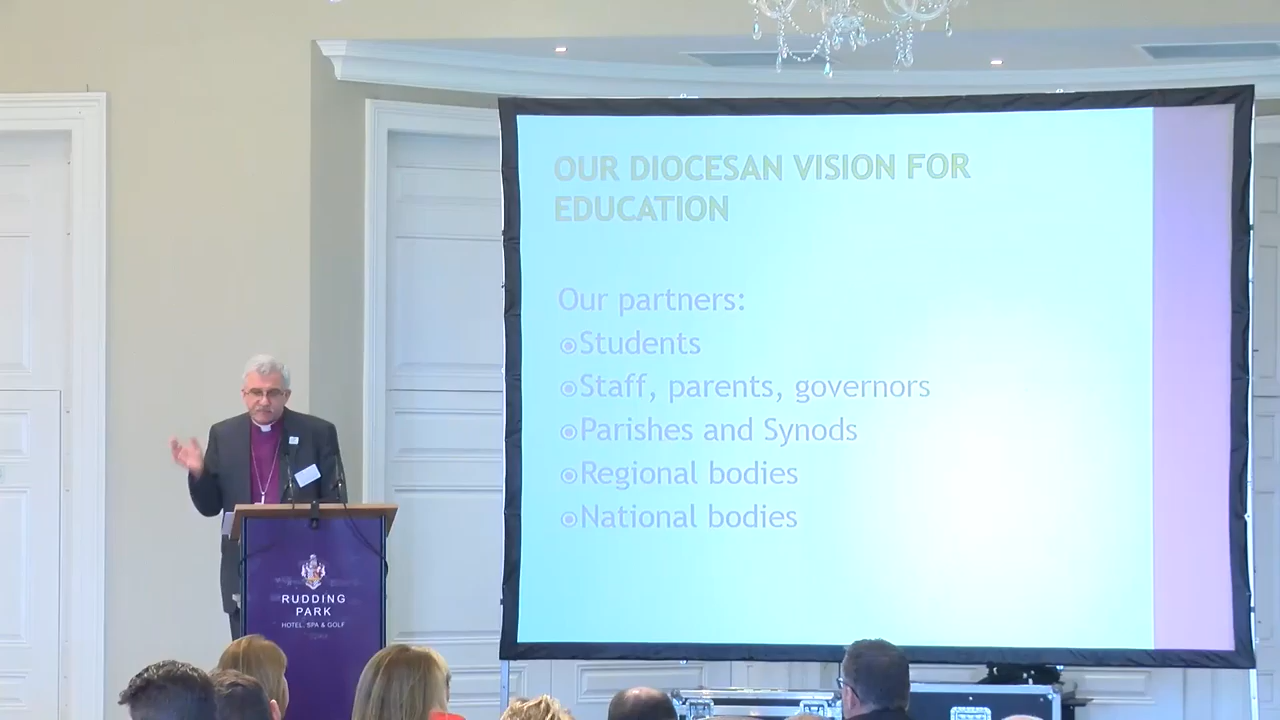 OUR DIOCESAN VISION FOR
EDUCATION
Our partners:
Students
Staff, parents, governors
Parishes and Synods
Regional bodies
National bodies
RUDDING
PARK
HOTEL, SPA & GOLF